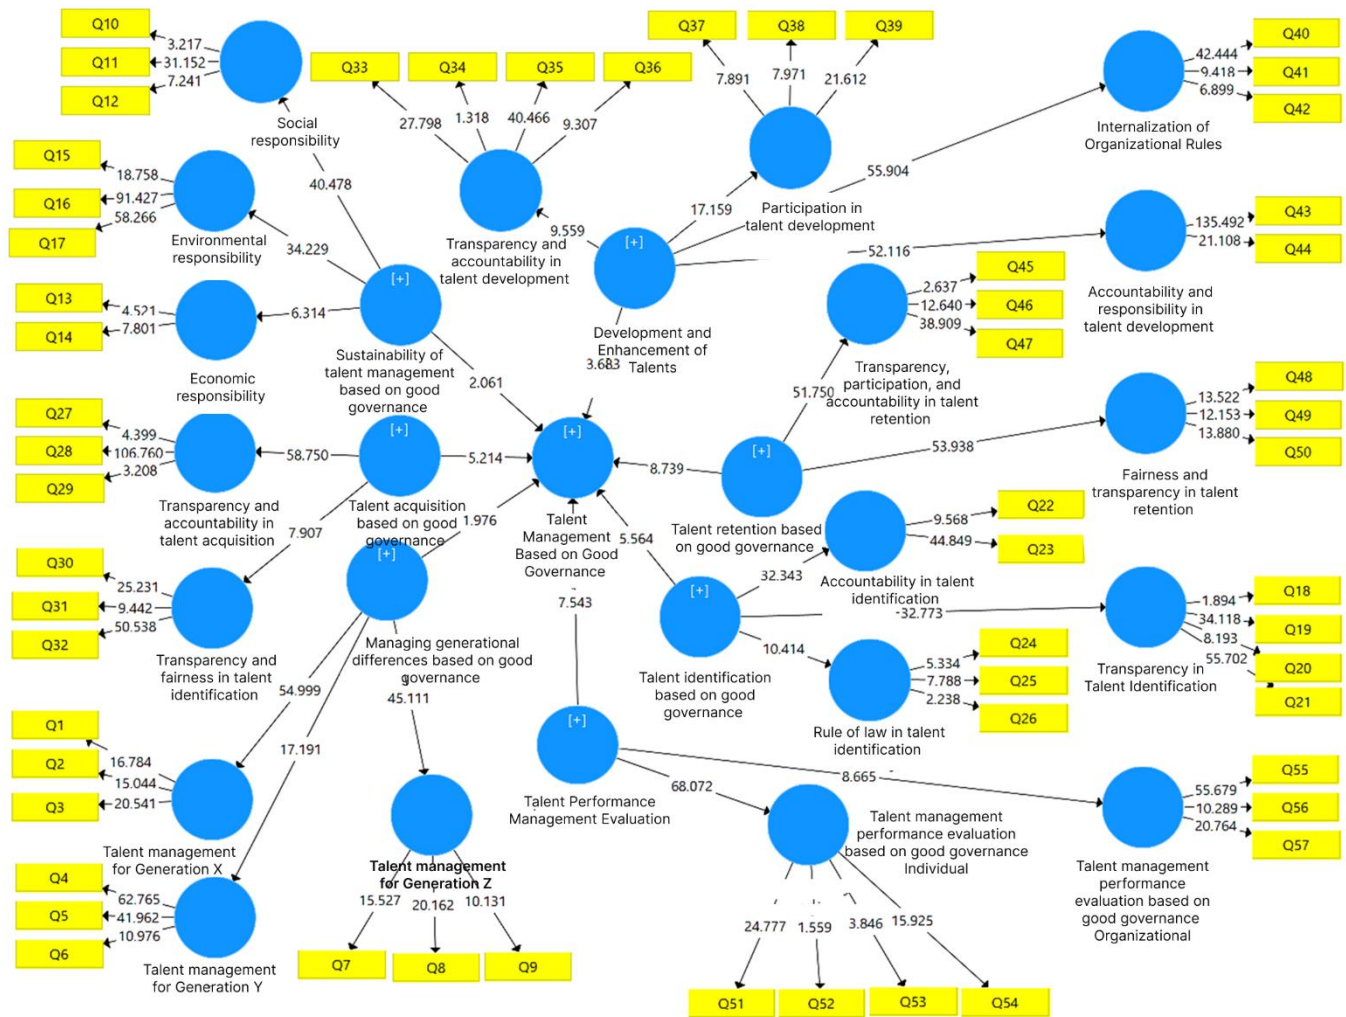 Q10
Q11
Q12
3.217
31.152
7.241
Social
responsibility
Q33
Q34
Q35
Q36
27.798
1.318
40.466
9.307
Transparency and
accountability in
talent development
Q37
Q38
Q39
7.891
7.971
21.612
Participation in
talent development
Q40
Q41
Q42
42.444
9.418
6.899
Internalization of
Organizational Rules
Q15
Q16
Q17
18.758
91.427
58.266
Environmental
responsibility
40.478
34.229
6.314
2.061
[+]
Sustainability of
talent management
based on good
governance
9.559
17.159
55.904
52.116
[+]
Development and
Enhancement of
Talents
Q43
Q44
135.492
21.108
Accountability and
responsibility in
talent development
Q13
Q14
4.521
7.801
Economic
responsibility
Q45
Q46
Q47
2.637
12.640
38.909
Transparency,
participation, and
accountability in talent
retention
Q27
Q28
Q29
4.399
106.760
3.208
Transparency and
accountability in
talent acquisition
58.750
7.907
5.214
[+]
Talent acquisition
based on good
governance
[+]
Talent
Management
Based on Good
Governance
8.739
51.750
53.938
[+]
Talent retention based
on good governance
Q48
Q49
Q50
13.522
12.153
13.880
Fairness and
transparency in talent
retention
Q22
Q23
9.568
44.849
Accountability in talent
identification
Q30
Q31
Q32
25.231
9.442
50.538
Transparency and
fairness in talent
identification
1.976
[+]
Managing generational
differences based on good
governance
54.999
17.191
45.111
7.543
5.564
32.343
32.773
10.414
[+]
Talent identification
based on good
governance
Q18
Q19
Q20
Q21
1.894
34.118
8.193
55.702
Transparency in
Talent Identification
Q24
Q25
Q26
5.334
7.788
2.238
Rule of law in talent
identification
Q1
Q2
Q3
16.784
15.044
20.541
Talent management
for Generation X
[+]
Talent Performance
Management Evaluation
68.072
8.665
Q55
Q56
Q57
55.679
10.289
20.764
Talent management
performance
evaluation based on
good governance
Organizational
Talent management
performance evaluation
based on good governance
Individual
Talent management
for Generation Z
15.527
20.162
10.131
Q7
Q8
Q9
Q4
Q5
Q6
62.765
41.962
10.976
Talent management
for Generation Y
24.777
1.559
3.846
15.925
Q51
Q52
Q53
Q54